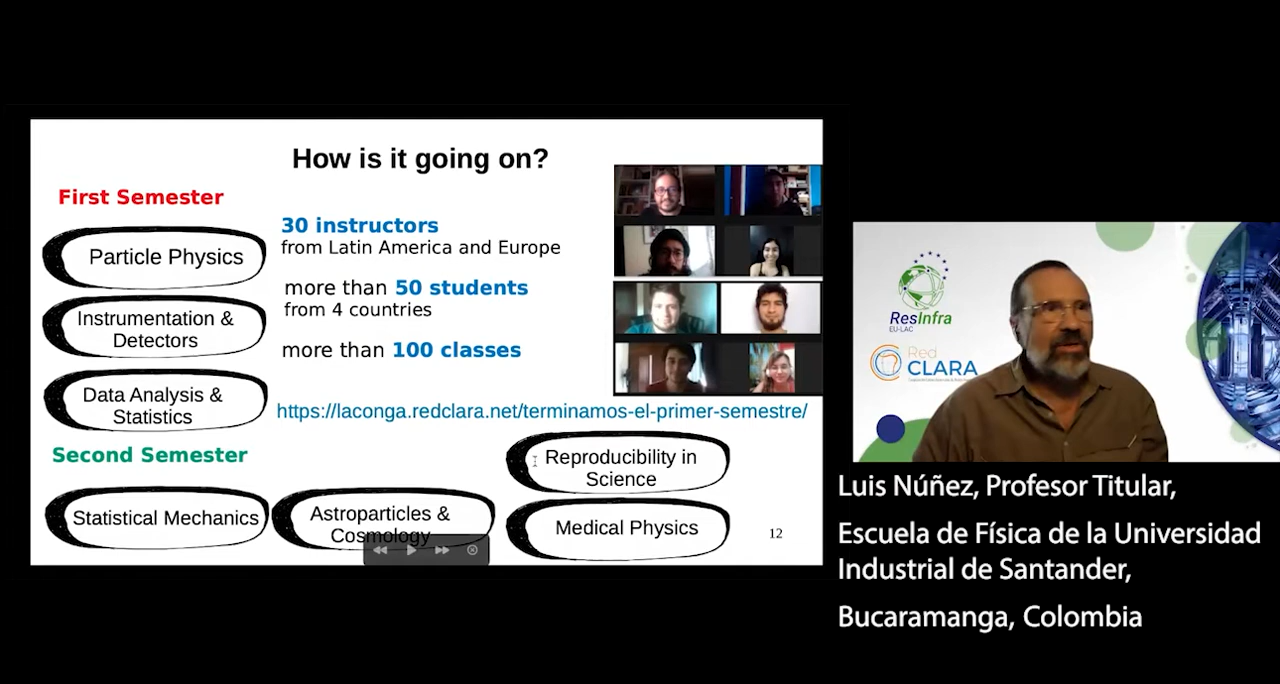 How is it going on?
First Semester
Particle Physics
Instrumentation &
Detectors
Data Analysis &
Statistics
30 instructors
from Latin America and Europe
more than 50 students
from 4 countries
more than 100 classes
https://laconga.redclara.net/terminamos-el-primer-semestre/
Second Semester
Statistical Mechanics
Astroparticles &
Cosmology
Reproducibility in
Science
Medical Physics
12
ResInfra
EU-LAC
Red
CLARA
Luis Núñez, Profesor Titular,
Escuela de Física de la Universidad
Industrial de Santander,
Bucaramanga, Colombia